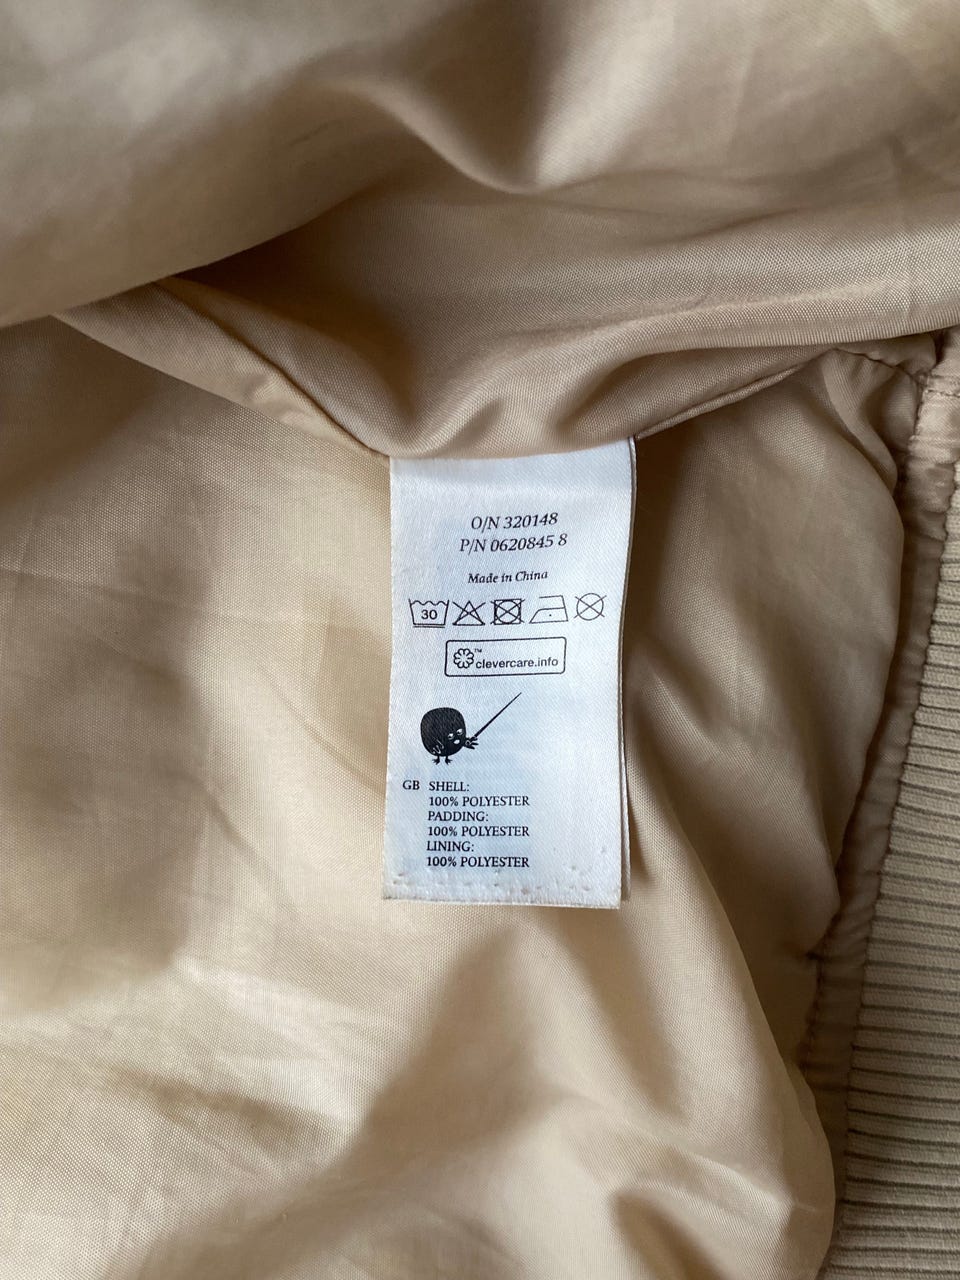 O/N 320148
P/N 0620845 8
Made in China
30
™ clevercare.info
GB SHELL:
100% POLYESTER
PADDING:
100% POLYESTER
LINING:
100% POLYESTER